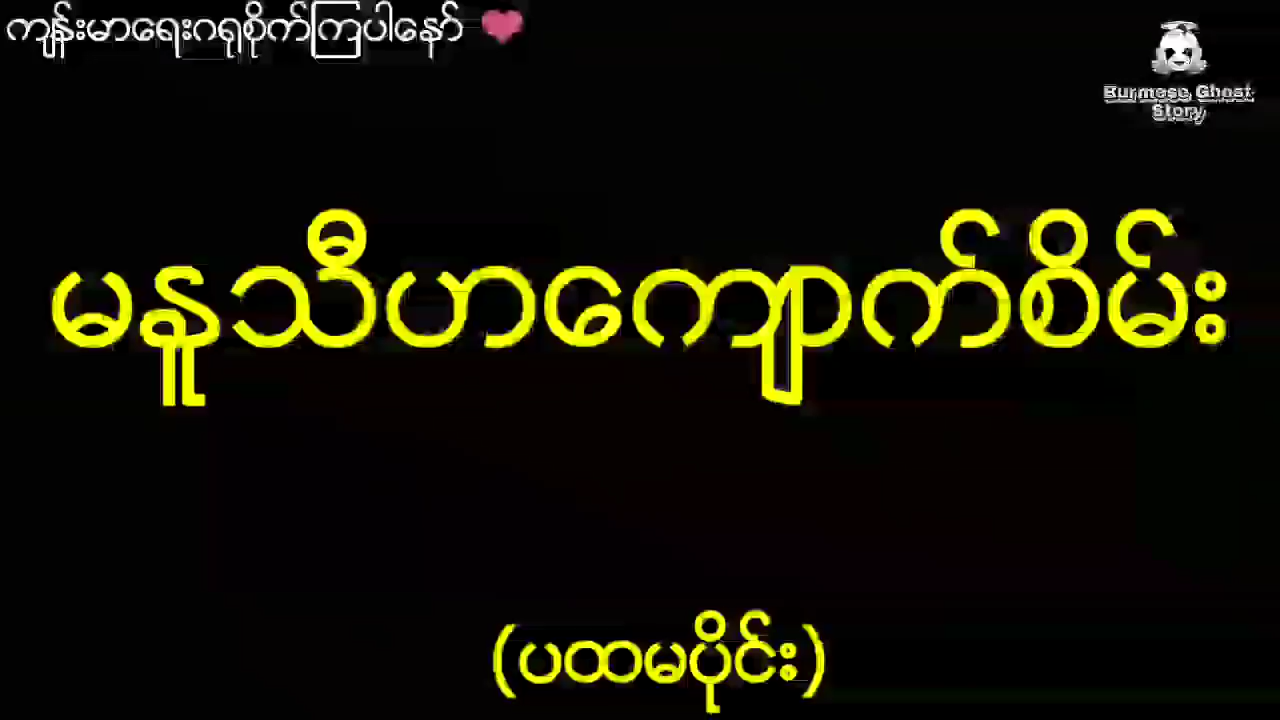 ကျန်းမာရေးဂရုစိုက်ကြပါနော် ❤
Burmese Ghost
Story
မနူသီဟကျောက်စိမ်း
(ပထမပိုင်း)